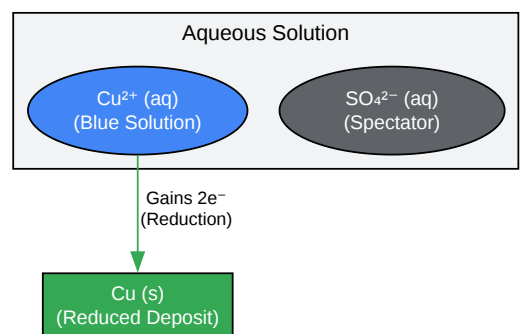 Aqueous Solution
Cu²⁺ (aq)
(Blue Solution)
SO₄²⁻ (aq)
(Spectator)
Gains 2e⁻
(Reduction)
Cu (s)
(Reduced Deposit)